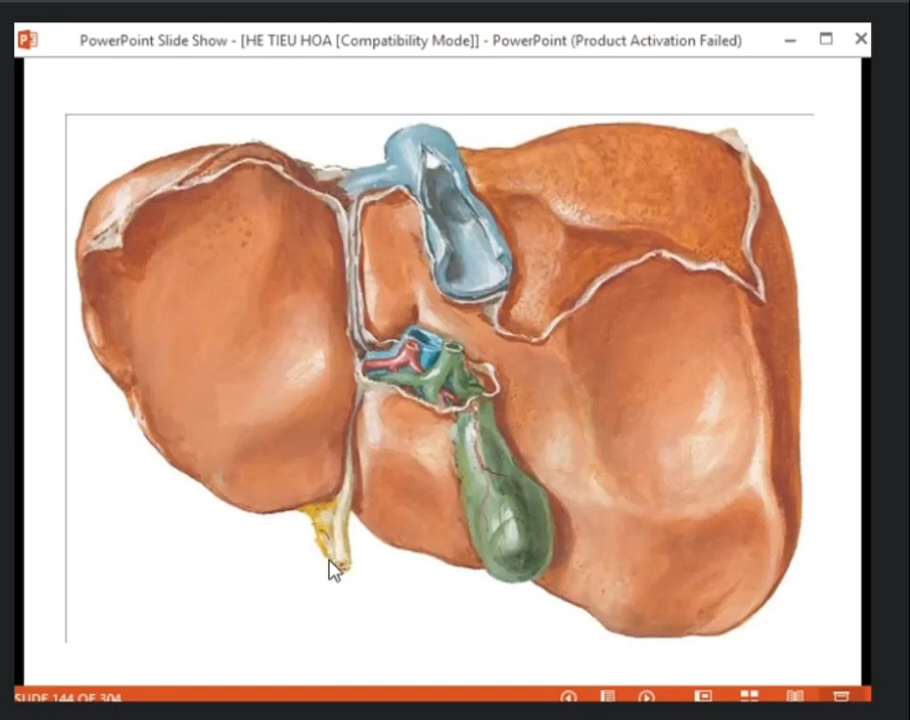 PowerPoint Slide Show - [HE TIEU HOA [Compatibility Mode]] - PowerPoint (Product Activation Failed)
SLIDE 144 OF 304